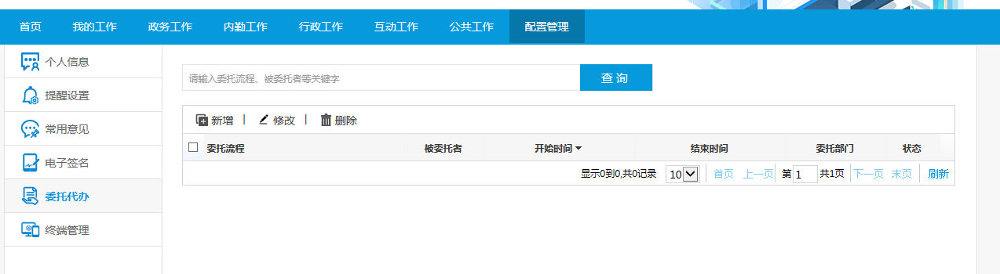 首页 我的工作 政务工作 内勤工作 行政工作 互动工作 公共工作 配置管理
个人信息
提醒设置
常用意见
电子签名
委托代办
终端管理
请输入委托流程、被委托者等关键字 查 询
新增 | 修改 | 删除
委托流程 被委托者 开始时间 结束时间 委托部门 状态
显示0到0,共0记录 10 首页 上一页 第 1 共1页 下一页 末页 刷新